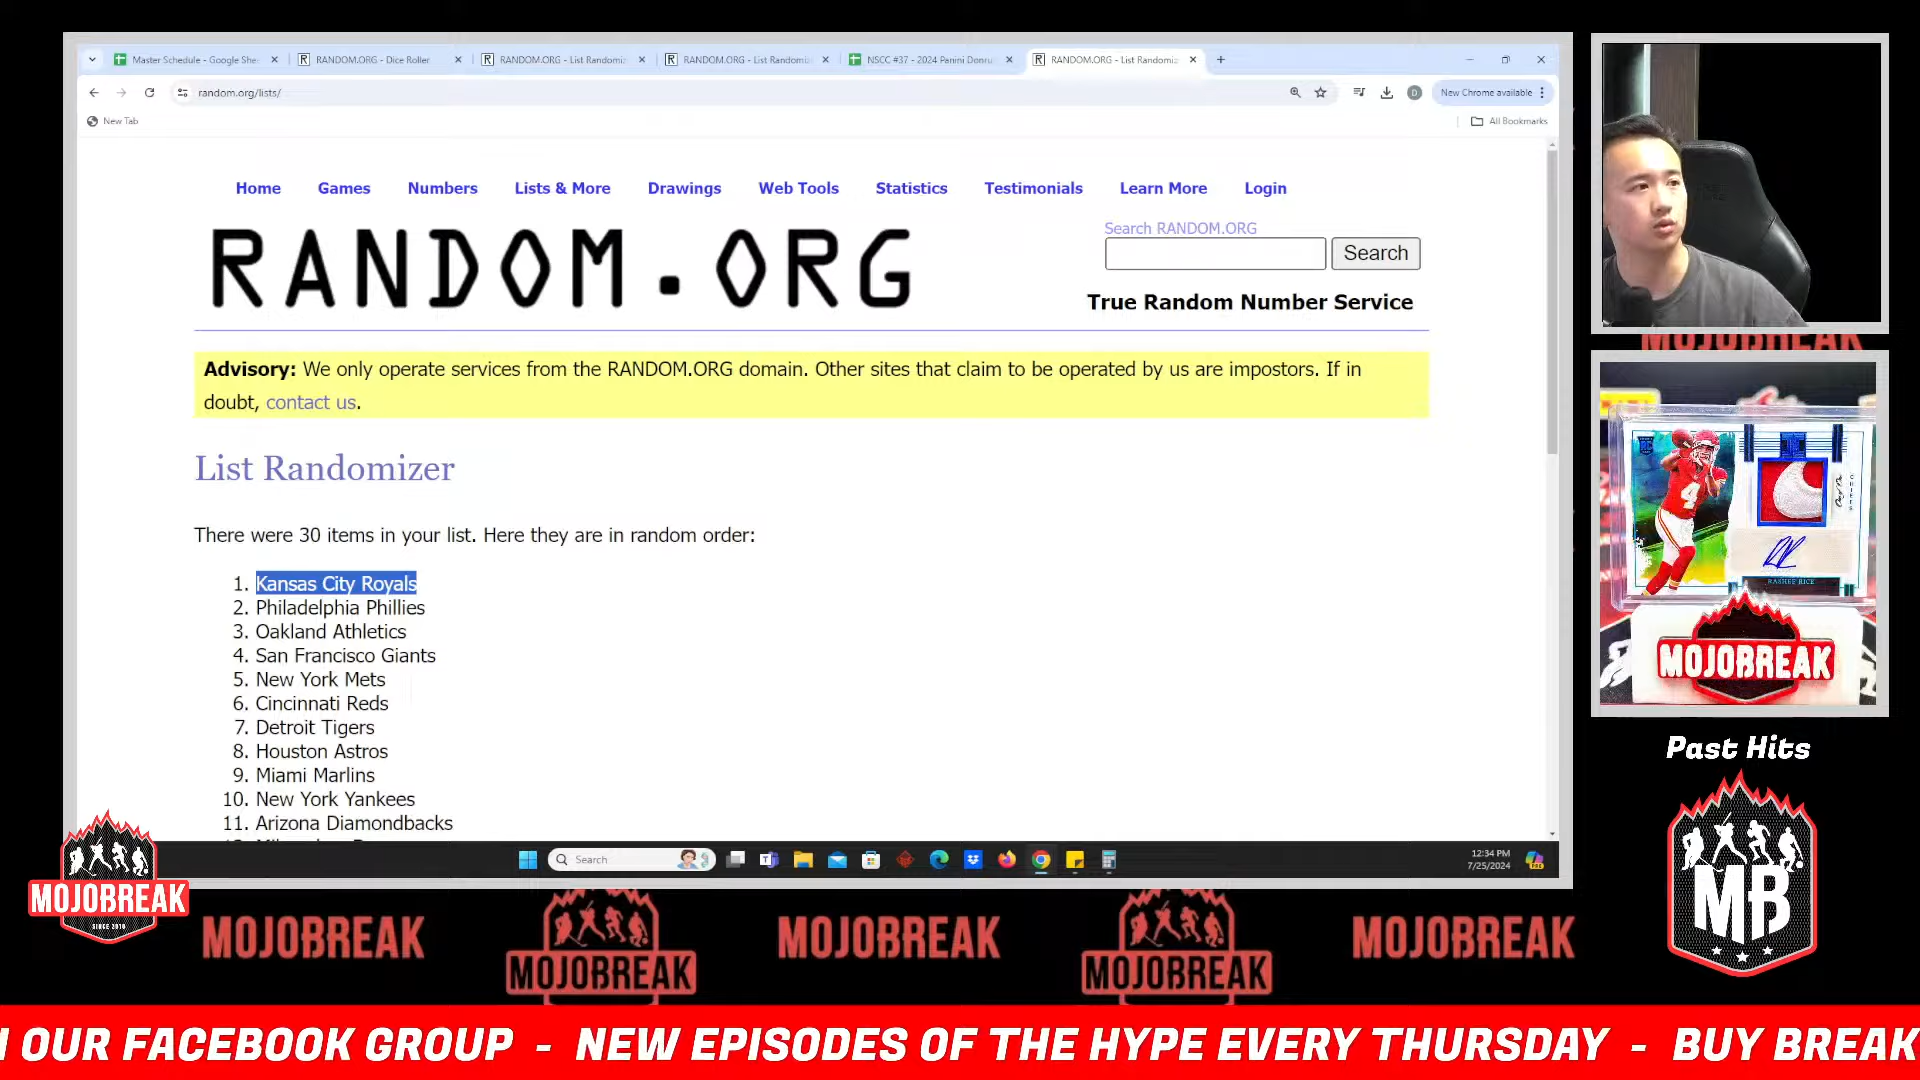 Master Schedule - Google She
RANDOM.ORG - Dice Roller
RANDOM.ORG - List Randomiz
RANDOM.ORG - List Randomiz
NSCC #37 - 2024 Panini Donru
RANDOM.ORG - List Randomiz
random.org/lists/
New Chrome available
New Tab
All Bookmarks
Home Games Numbers Lists & More Drawings Web Tools Statistics Testimonials Learn More Login
RANDOM.ORG
Search RANDOM.ORG
Search
True Random Number Service
Advisory: We only operate services from the RANDOM.ORG domain. Other sites that claim to be operated by us are impostors. If in
doubt, contact us.
List Randomizer
There were 30 items in your list. Here they are in random order:
1. Kansas City Royals
2. Philadelphia Phillies
3. Oakland Athletics
4. San Francisco Giants
5. New York Mets
6. Cincinnati Reds
7. Detroit Tigers
8. Houston Astros
9. Miami Marlins
10. New York Yankees
11. Arizona Diamondbacks
Search
12:34 PM
7/25/2024
MOJOBREAK
CHIEFS
RASHEE RICE
MOJOBREAK
Past Hits
MB
MOJOBREAK
SINCE 2010
MOJOBREAK
MOJOBREAK
MOJOBREAK
MOJOBREAK
MOJOBREAK
OUR FACEBOOK GROUP - NEW EPISODES OF THE HYPE EVERY THURSDAY - BUY BREAK